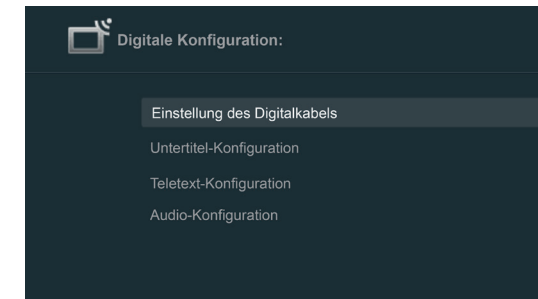 Digitale Konfiguration:
Einstellung des Digitalkabels
Untertitel-Konfiguration
Teletext-Konfiguration
Audio-Konfiguration